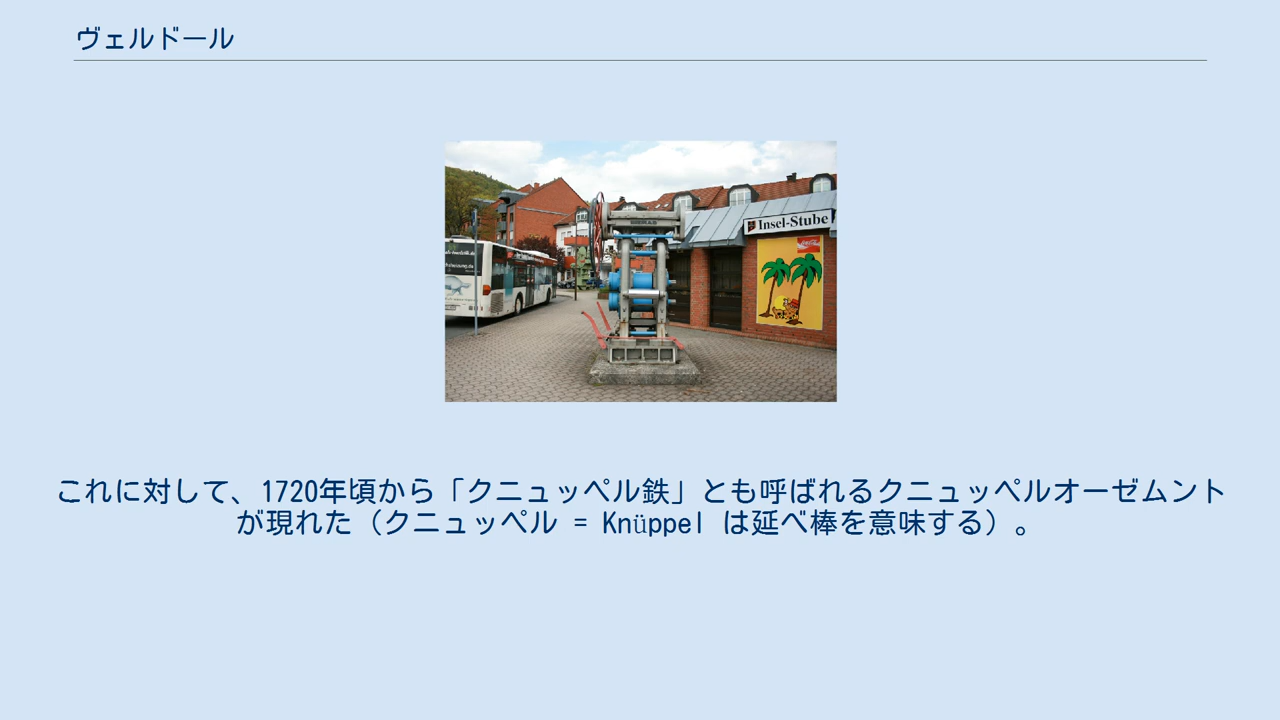 ヴェルドール
Insel-Stube
これに対して、1720年頃から「クニュッペル鉄」とも呼ばれるクニュッペルオーゼムント
が現れた（クニュッペル = Knüppel は延べ棒を意味する）。